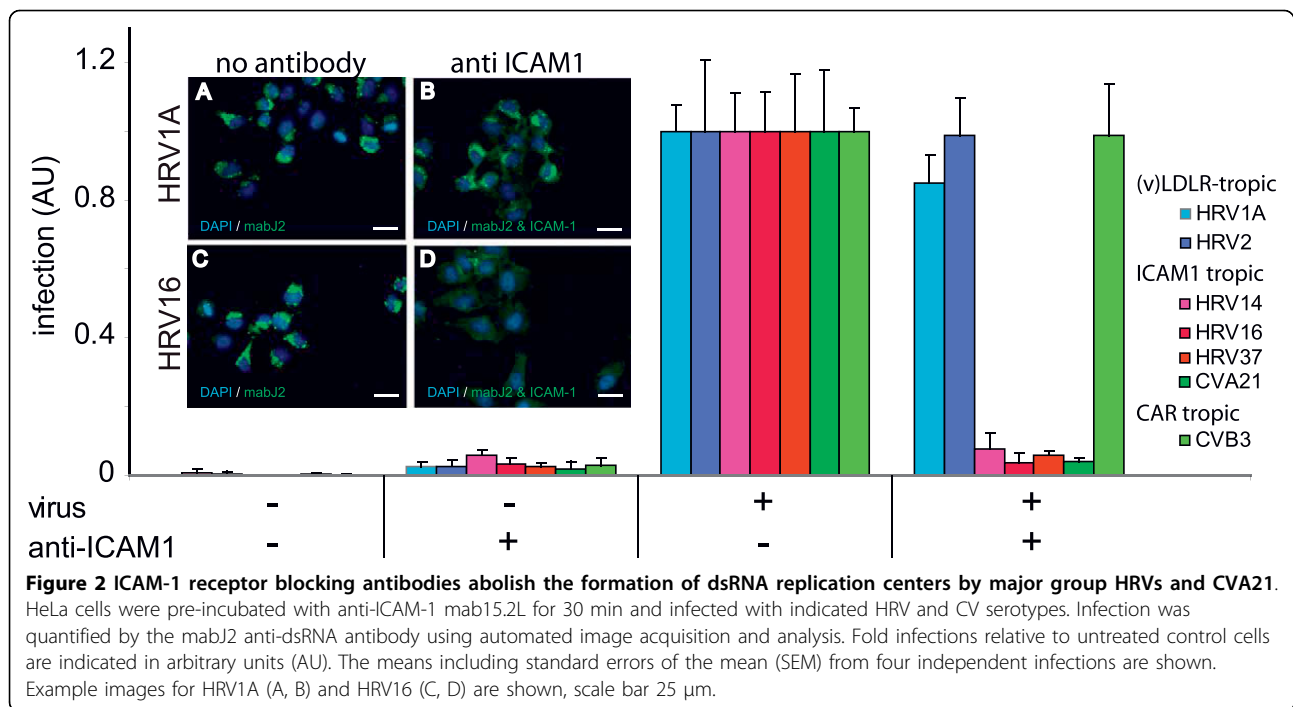 1.2
0.8
0.4
0
infection (AU)
no antibody
anti ICAM1
HRV1A
HRV16
A
DAPI / mabJ2
B
DAPI / mabJ2 & ICAM-1
C
DAPI / mabJ2
D
DAPI / mabJ2 & ICAM-1
(v)LDLR-tropic
HRV1A
HRV2
ICAM1 tropic
HRV14
HRV16
HRV37
CVA21
CAR tropic
CVB3
virus - - + +
anti-ICAM1 - + - +
Figure 2 ICAM-1 receptor blocking antibodies abolish the formation of dsRNA replication centers by major group HRVs and CVA21.
HeLa cells were pre-incubated with anti-ICAM-1 mab15.2L for 30 min and infected with indicated HRV and CV serotypes. Infection was
quantified by the mabJ2 anti-dsRNA antibody using automated image acquisition and analysis. Fold infections relative to untreated control cells
are indicated in arbitrary units (AU). The means including standard errors of the mean (SEM) from four independent infections are shown.
Example images for HRV1A (A, B) and HRV16 (C, D) are shown, scale bar 25 μm.